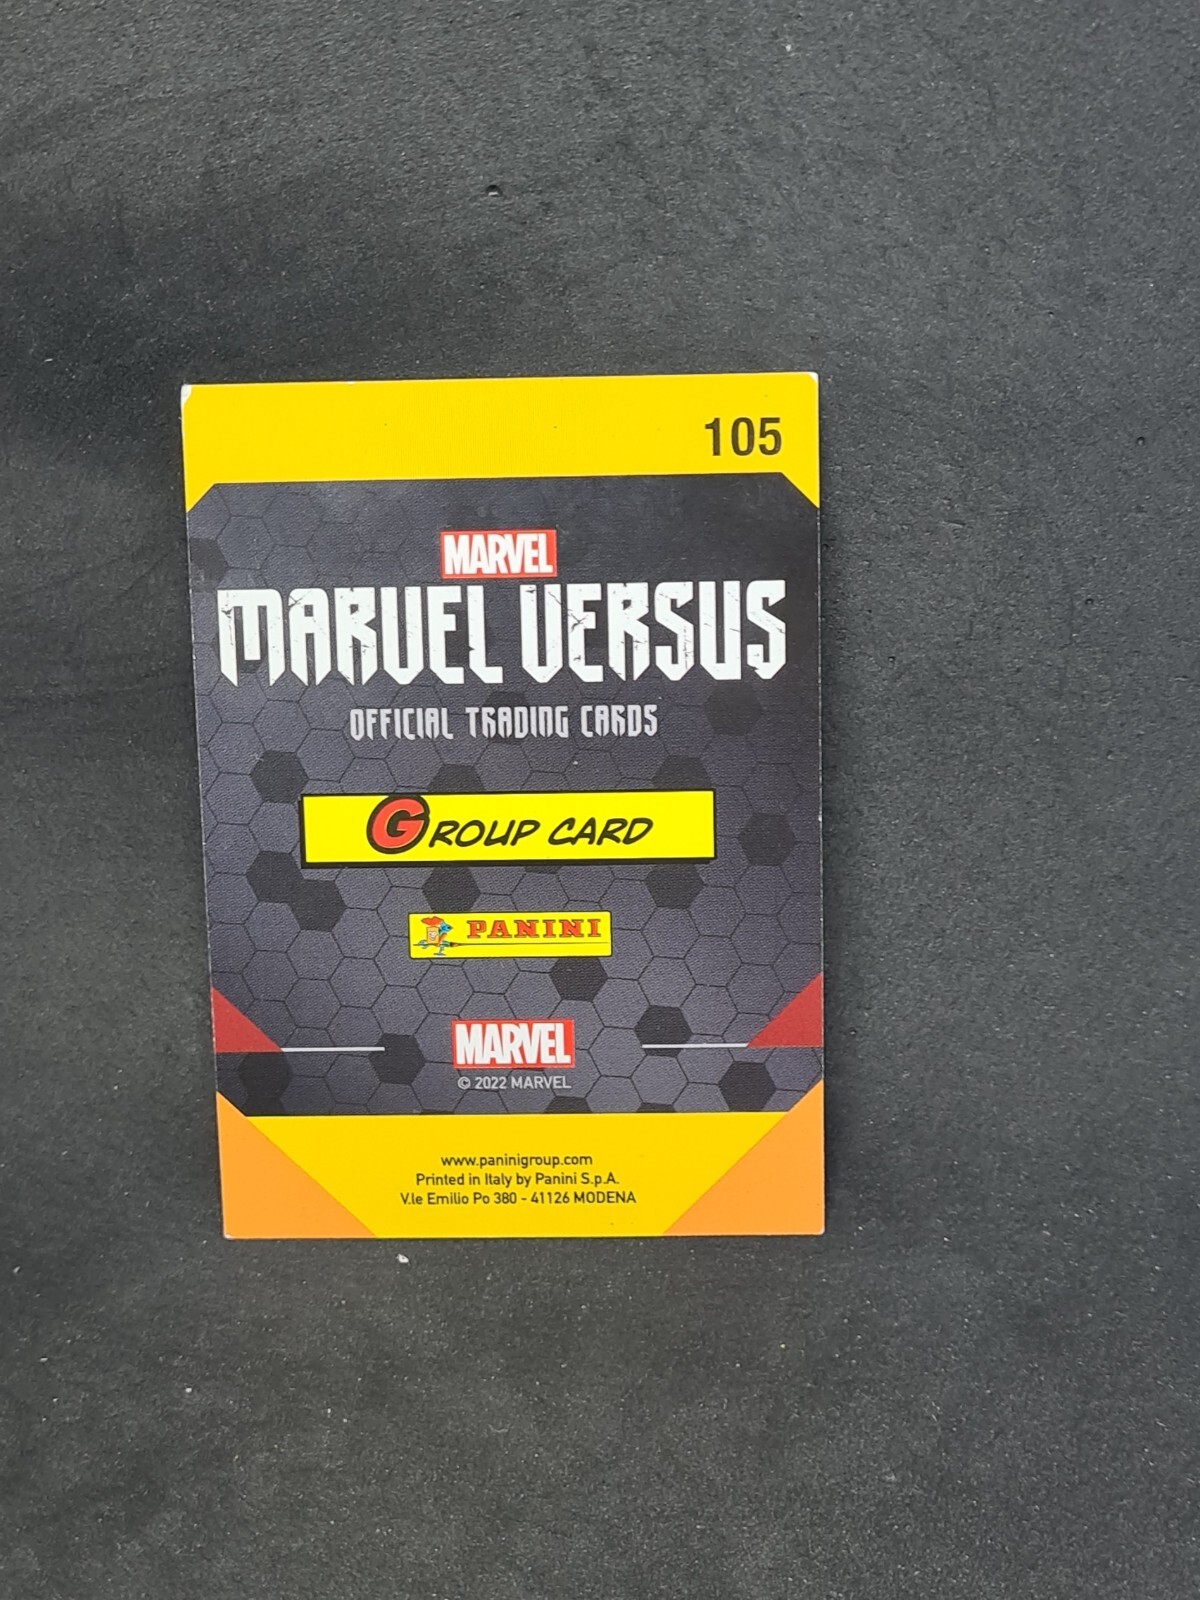 105
MARVEL
MARVEL VERSUS
OFFICIAL TRADING CARDS
GROUP CARD
PANINI
MARVEL
© 2022 MARVEL
www.paninigroup.com
Printed in Italy by Panini S.p.A.
V.le Emilio Po 380 - 41126 MODENA